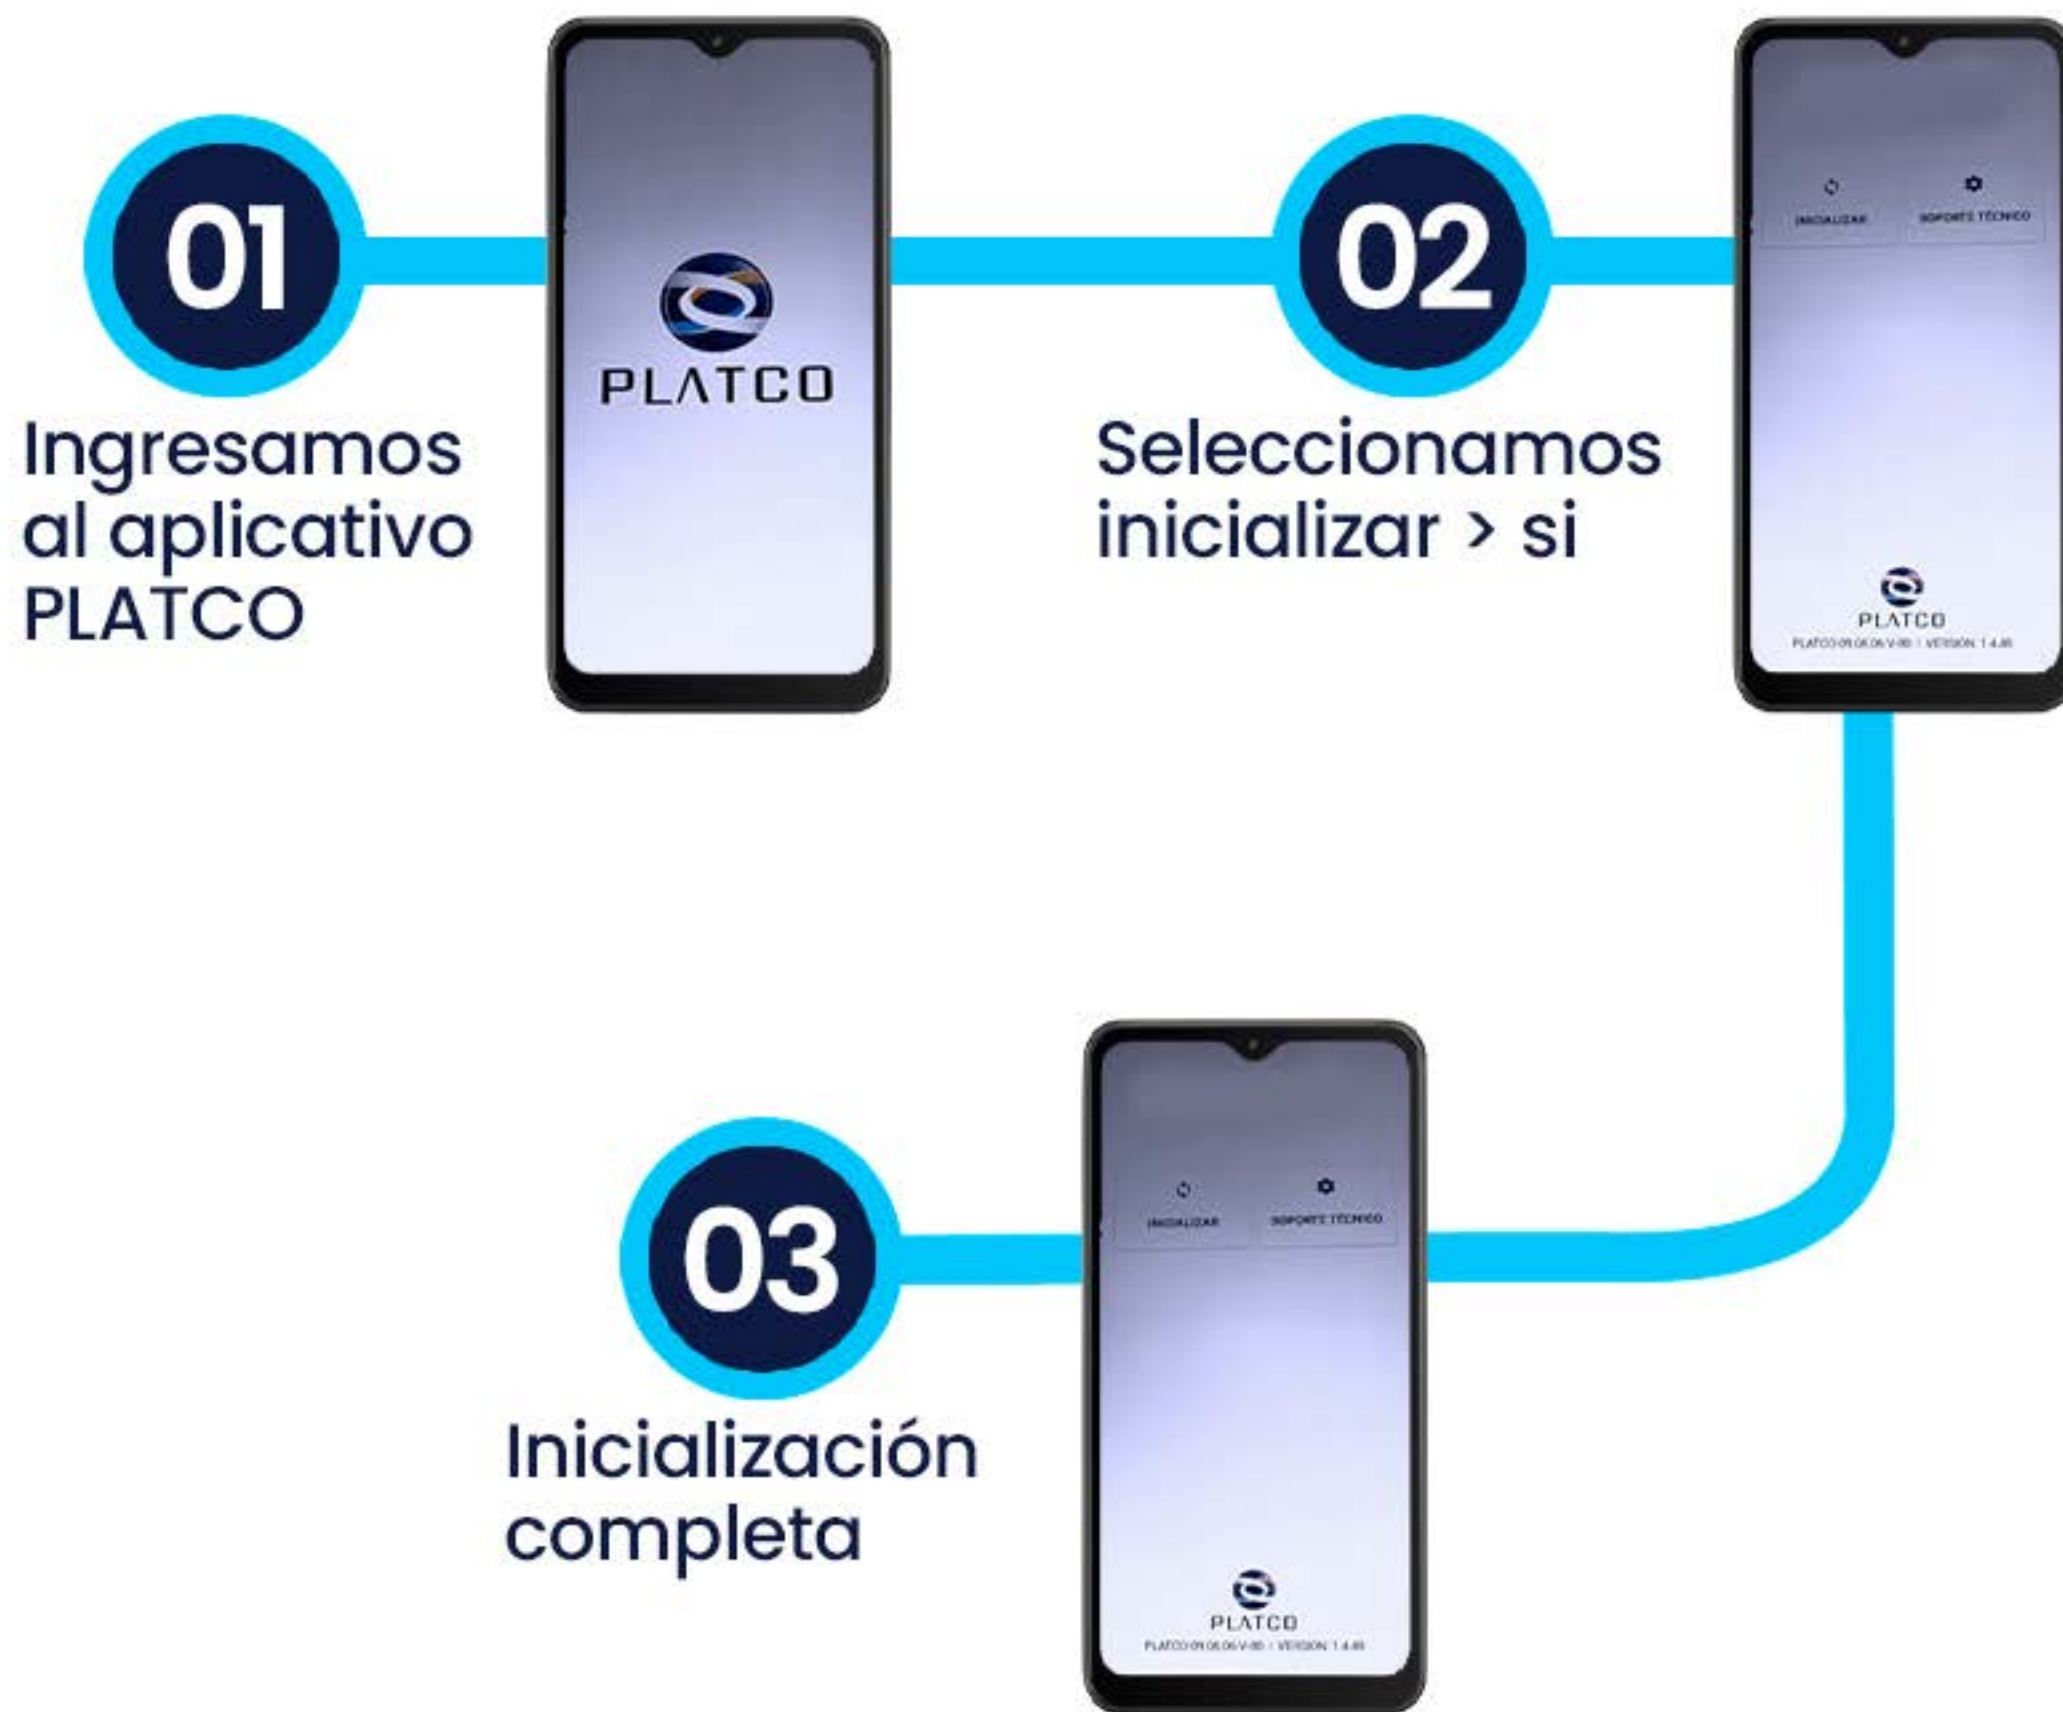 01
Ingresamos
al aplicativo
PLATCO
PLATCO
02
Seleccionamos
inicializar > si
INICIALIZAR
SOPORTE TÉCNICO
PLATCO
03
Inicialización
completa
INICIALIZAR
SOPORTE TÉCNICO
PLATCO